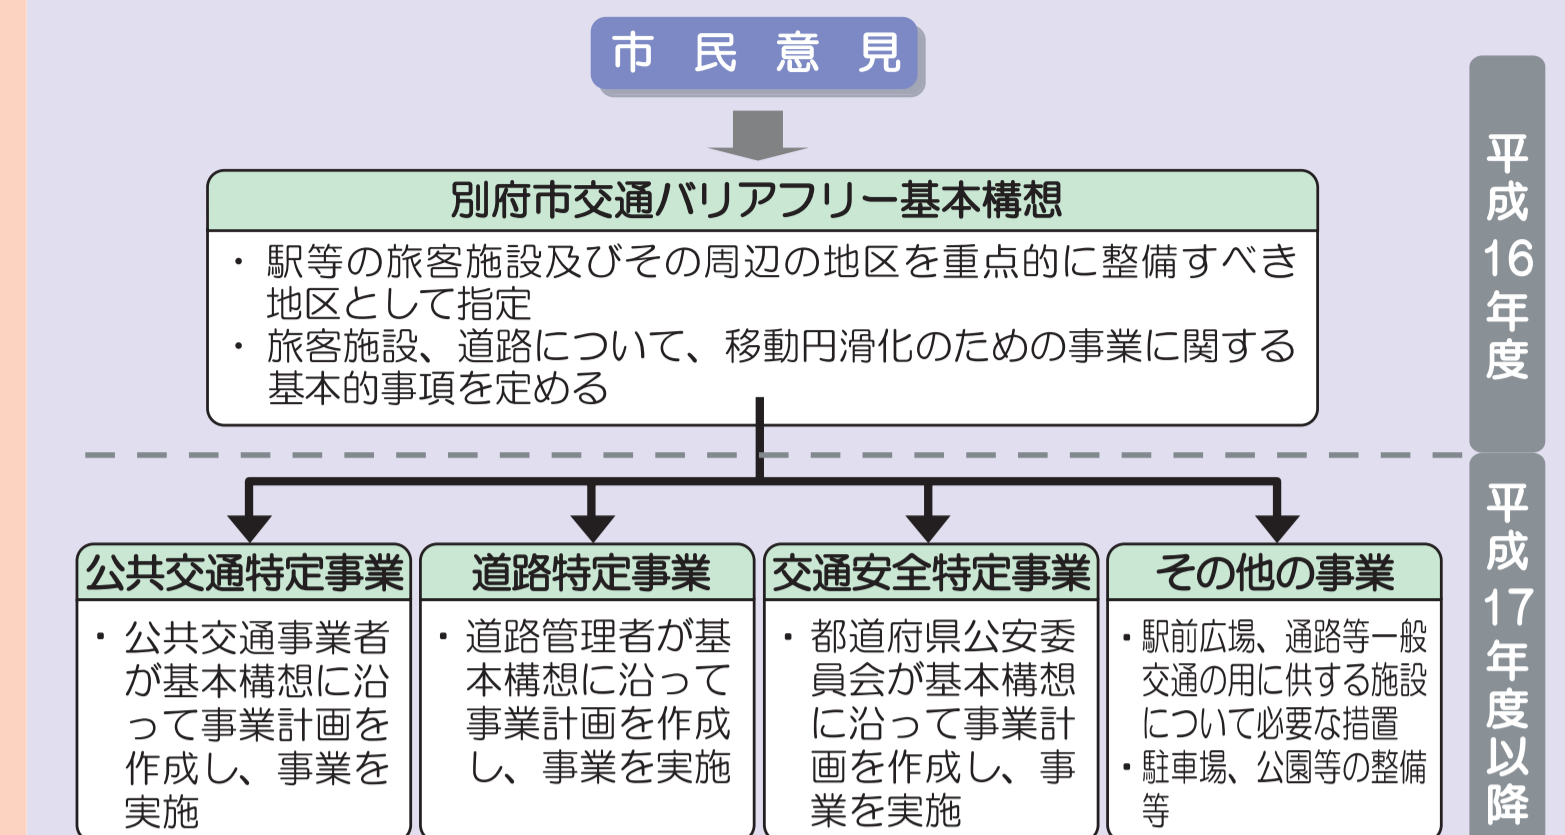 市民意見
別府市交通バリアフリー基本構想
・ 駅等の旅客施設及びその周辺の地区を重点的に整備すべき
地区として指定
・ 旅客施設、道路について、移動円滑化のための事業に関する
基本的事項を定める
平成16年度
公共交通特定事業
・ 公共交通事業者
が基本構想に沿
って事業計画を
作成し、事業を
実施
道路特定事業
・ 道路管理者が基
本構想に沿って
事業計画を作成
し、事業を実施
交通安全特定事業
・ 都道府県公安委
員会が基本構想
に沿って事業計
画を作成し、事
業を実施
その他の事業
・駅前広場、通路等一般
交通の用に供する施設
について必要な措置
・駐車場、公園等の整備
等
平成17年度以降